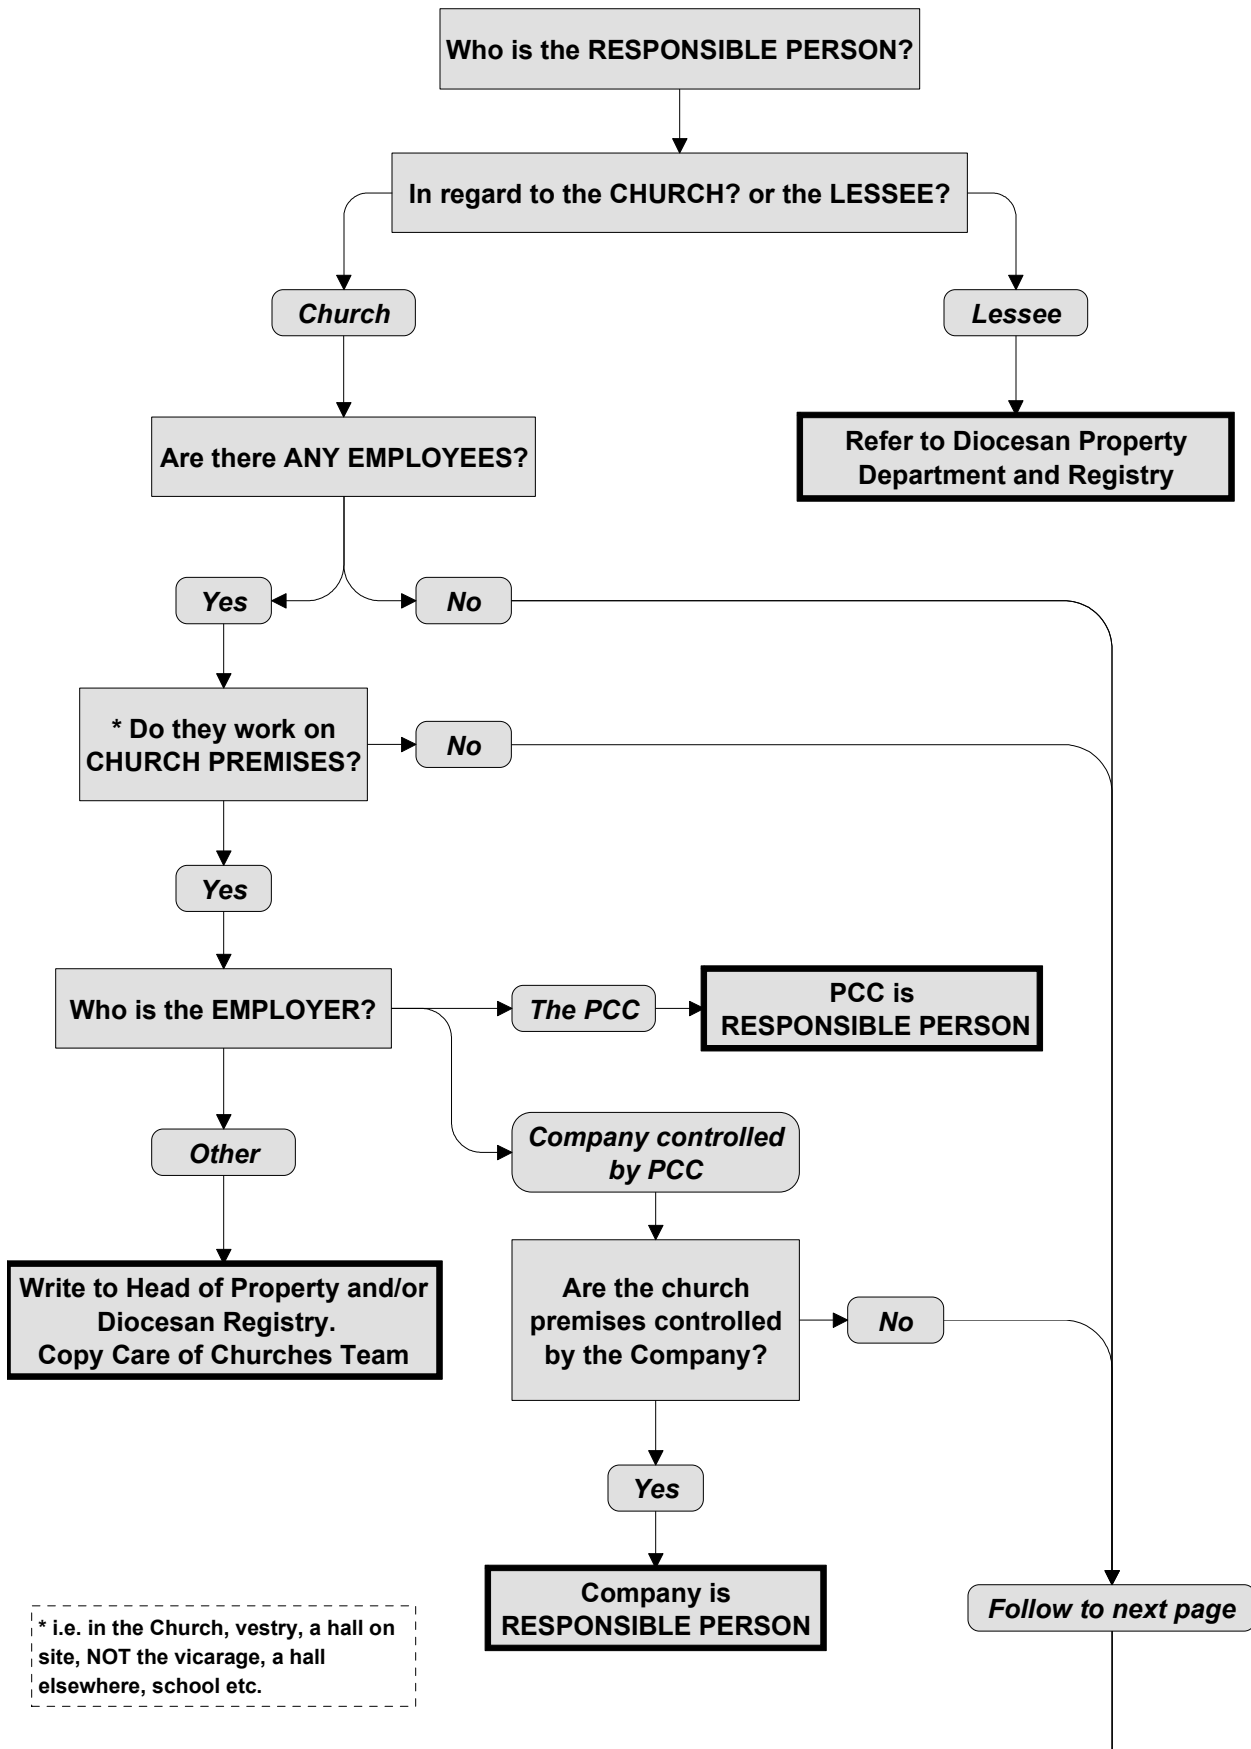 Who is the RESPONSIBLE PERSON?
In regard to the CHURCH? or the LESSEE?
Church
Lessee
Are there ANY EMPLOYEES?
Refer to Diocesan Property
Department and Registry
Yes
No
* Do they work on
CHURCH PREMISES?
No
Yes
Who is the EMPLOYER?
The PCC
PCC is
RESPONSIBLE PERSON
Other
Company controlled
by PCC
Write to Head of Property and/or
Diocesan Registry.
Copy Care of Churches Team
Are the church
premises controlled
by the Company?
No
Yes
Company is
RESPONSIBLE PERSON
Follow to next page
* i.e. in the Church, vestry, a hall on
site, NOT the vicarage, a hall
elsewhere, school etc.